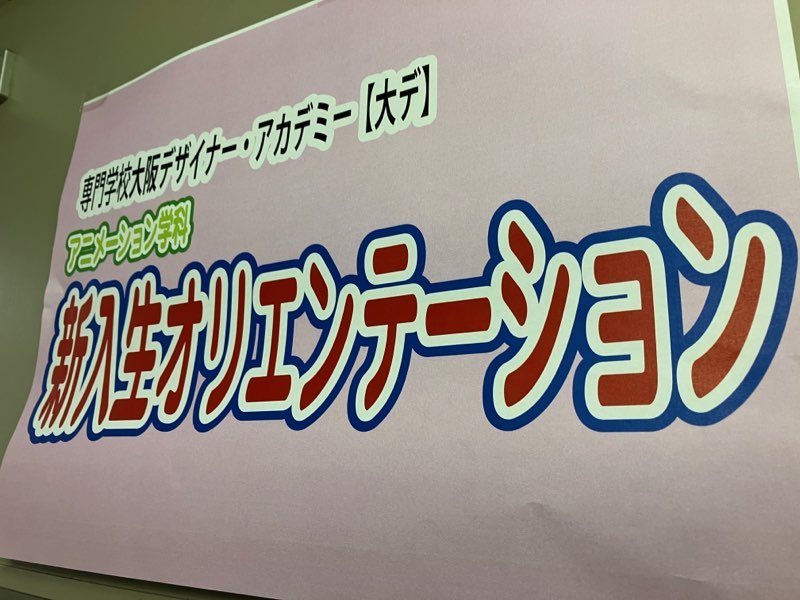 専門学校大阪デザイナー・アカデミー【大デ】
アニメーション学科
新入生オリエンテーション